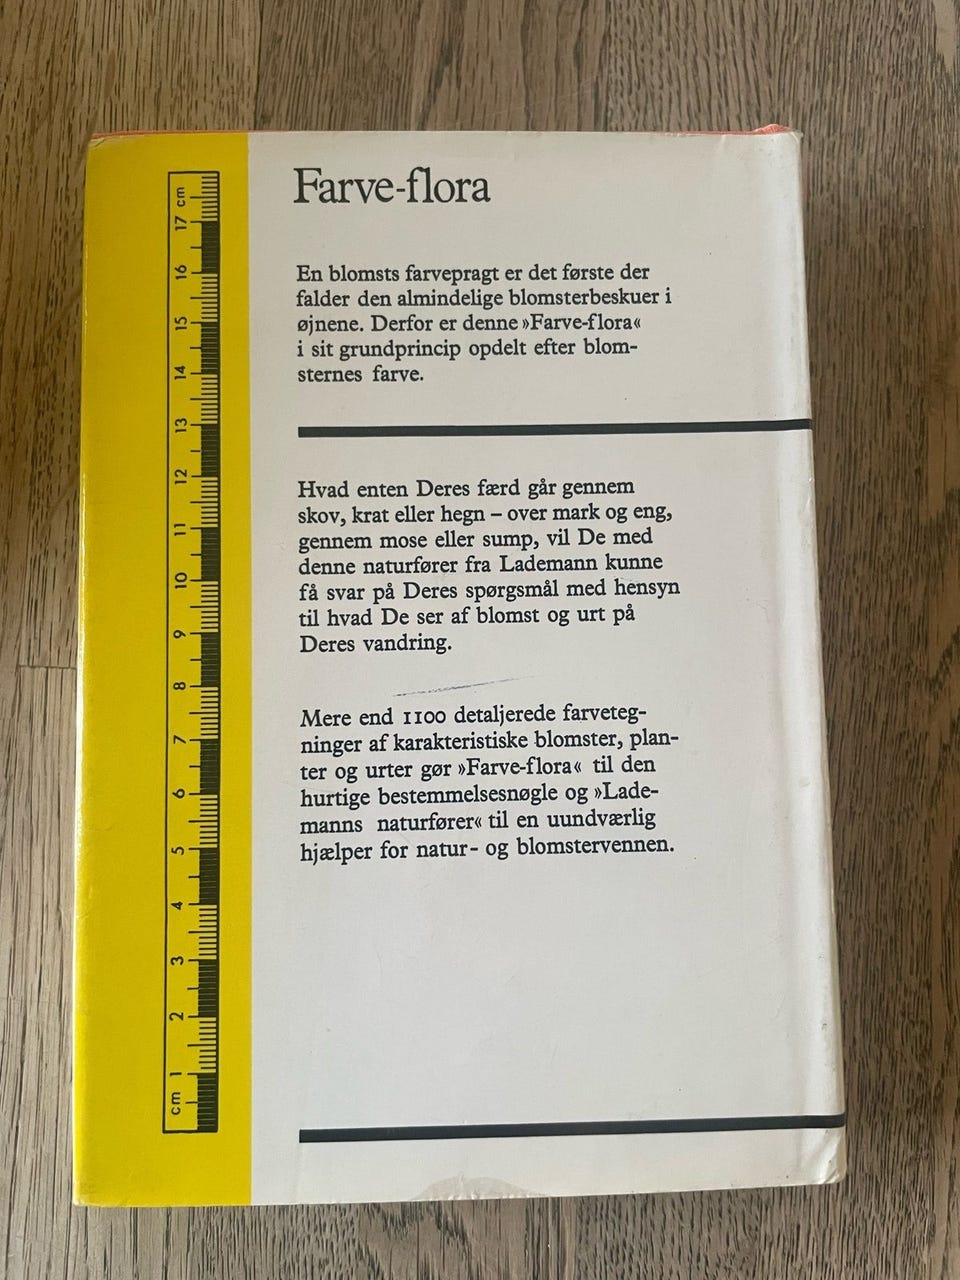 Farve-flora
En blomsts farvepragt er det første der
falder den almindelige blomsterbeskuer i
øjnene. Derfor er denne »Farve-flora«
i sit grundprincip opdelt efter blom-
sternes farve.
Hvad enten Deres færd går gennem
skov, krat eller hegn – over mark og eng,
gennem mose eller sump, vil De med
denne naturfører fra Lademann kunne
få svar på Deres spørgsmål med hensyn
til hvad De ser af blomst og urt på
Deres vandring.
Mere end 1100 detaljerede farveteg-
ninger af karakteristiske blomster, plan-
ter og urter gør »Farve-flora« til den
hurtige bestemmelsesnøgle og »Lade-
manns naturfører« til en uundværlig
hjælper for natur- og blomstervennen.
cm 1 2 3 4 5 6 7 8 9 10 11 12 13 14 15 16 17 cm